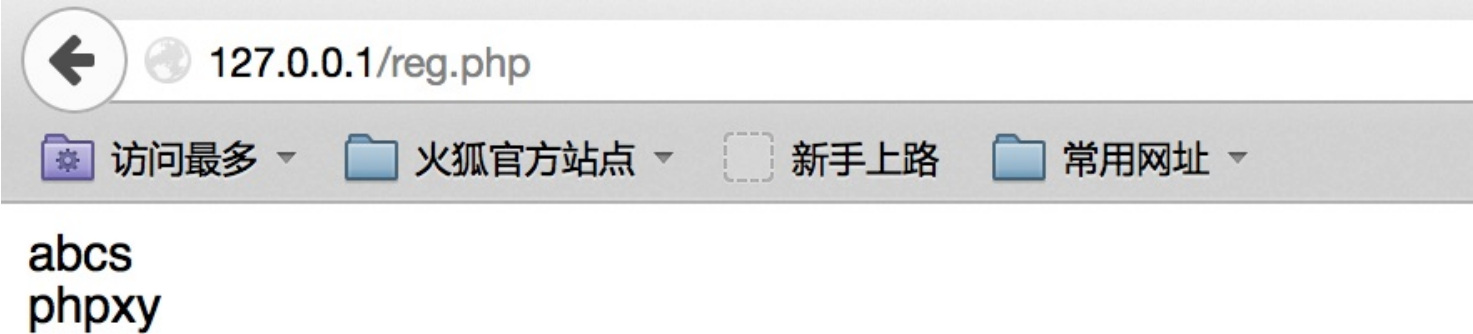 127.0.0.1/reg.php
访问最多 火狐官方站点 新手上路 常用网址
abcs
phpxy